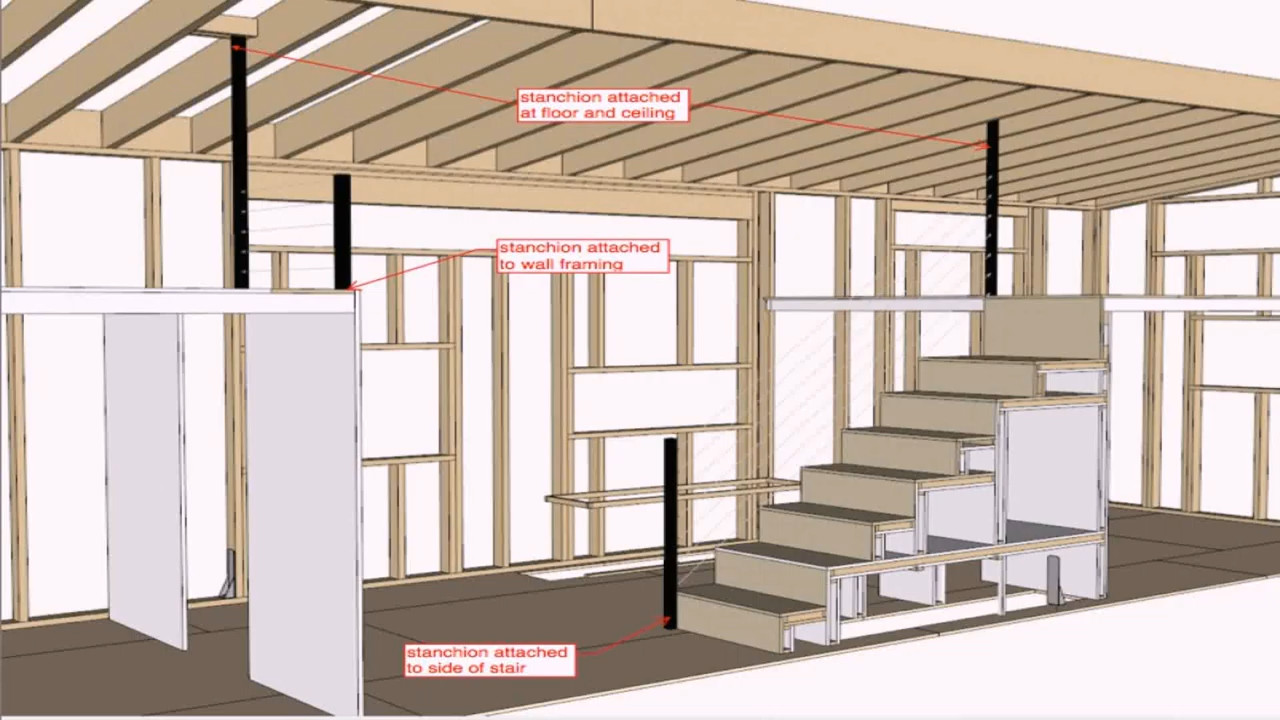 stanchion attached
at floor and ceiling
stanchion attached
to wall framing
stanchion attached
to side of stair